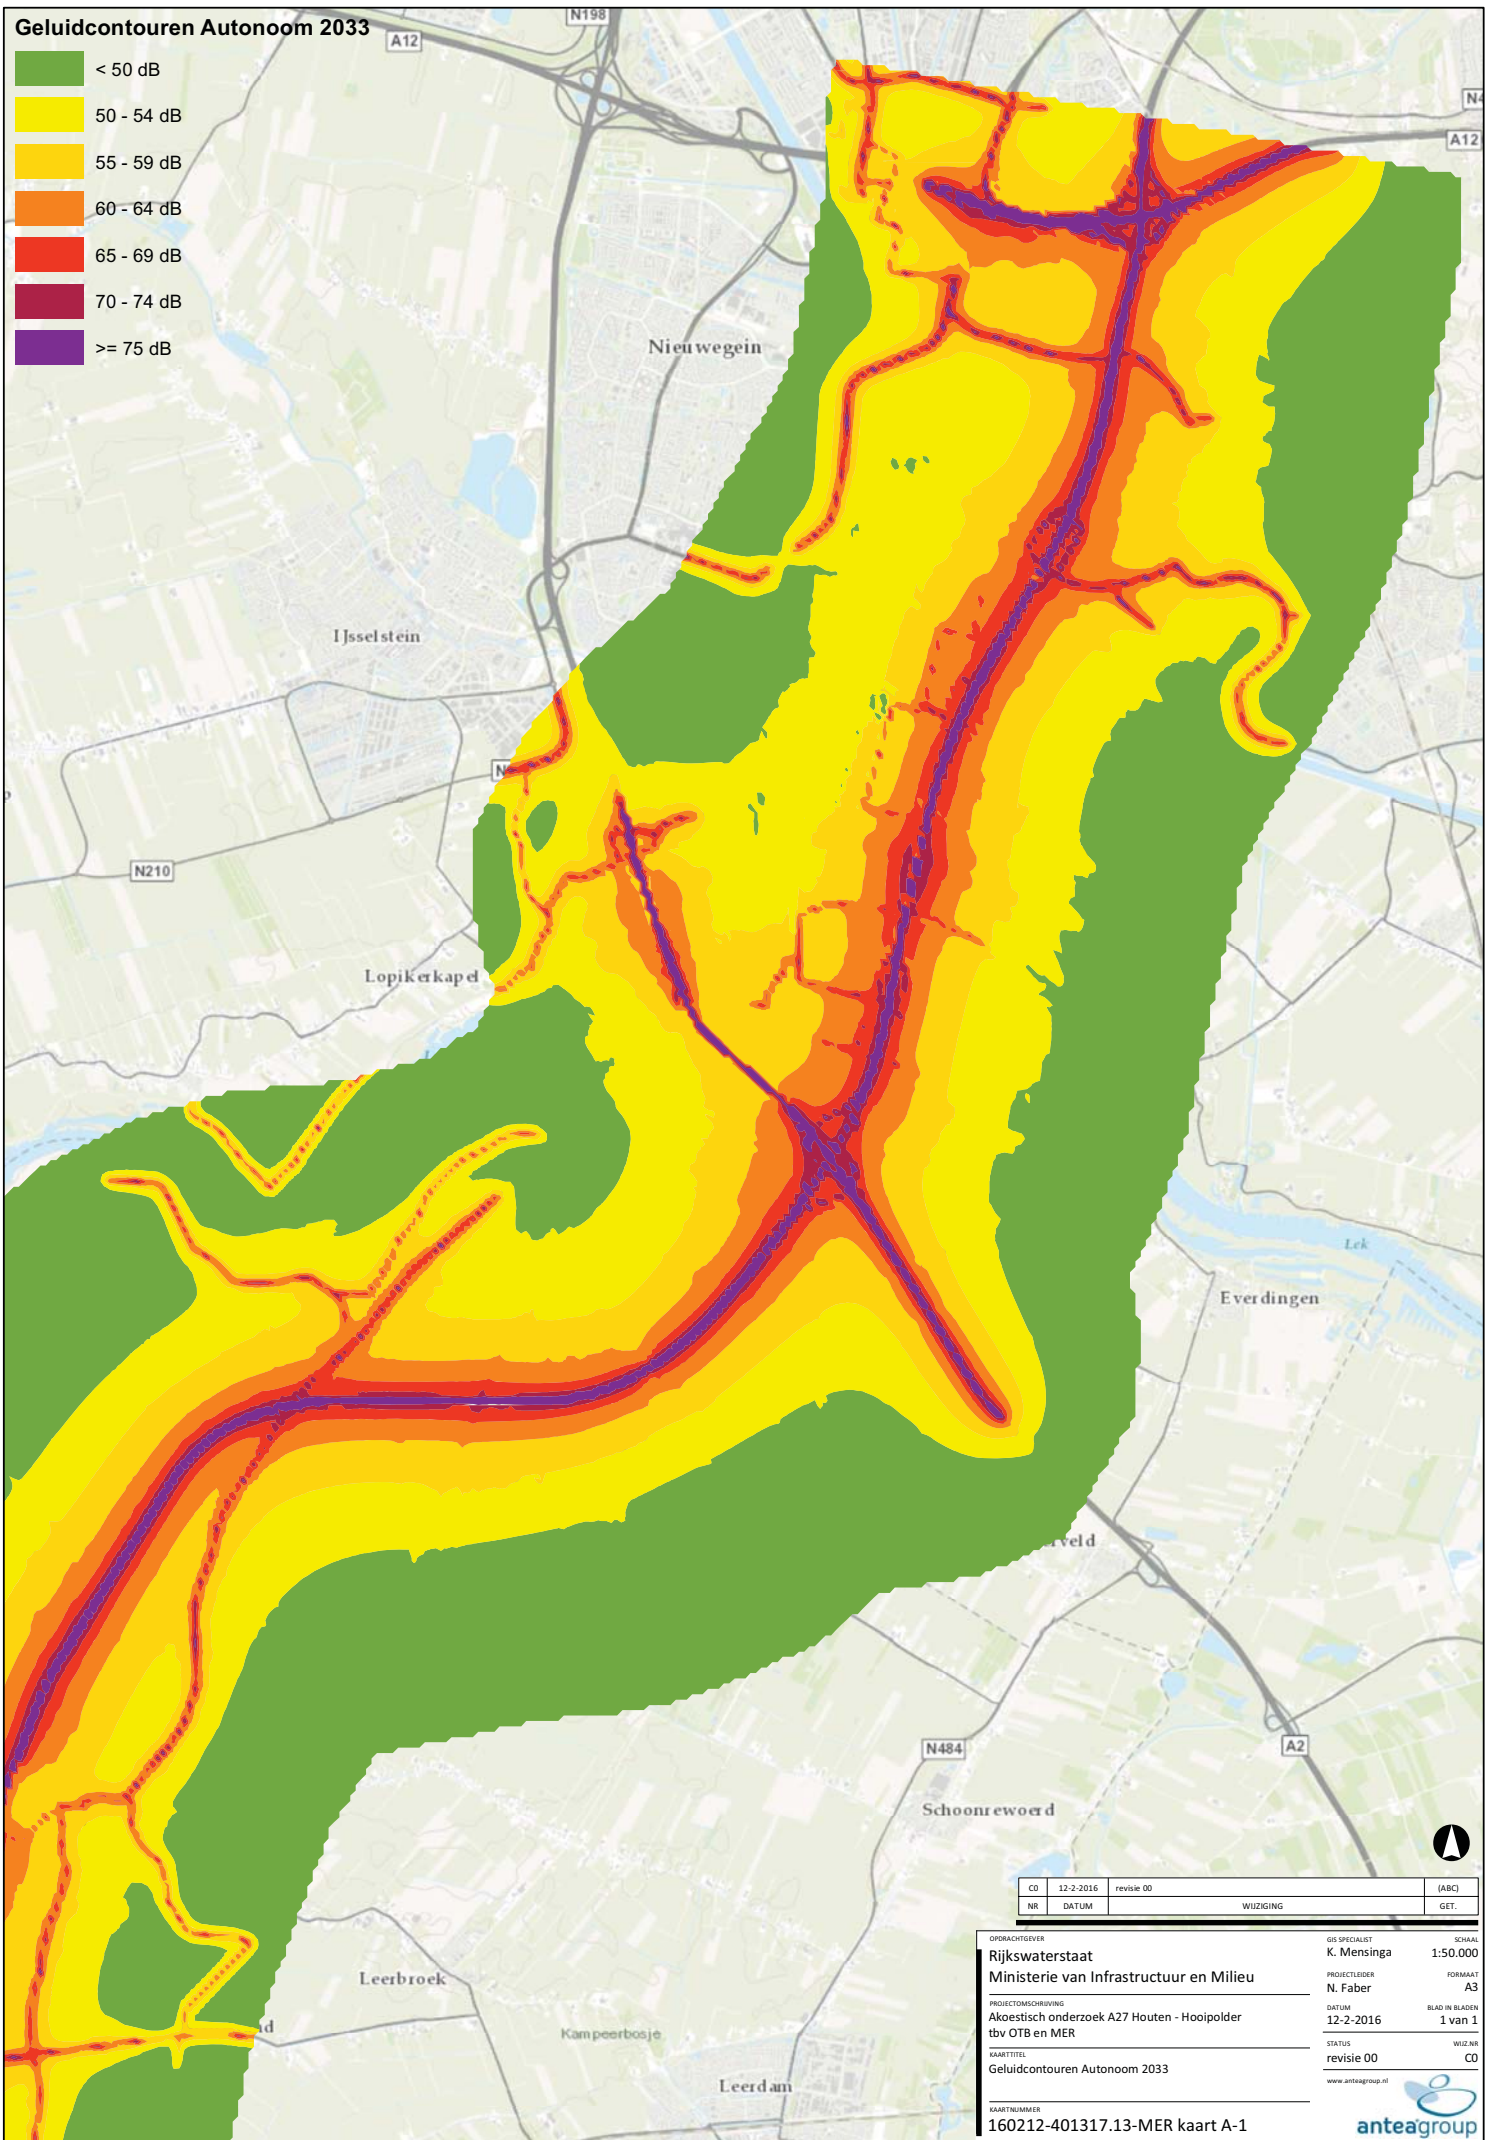 Geluidcontouren Autonoom 2033
< 50 dB
50 - 54 dB
55 - 59 dB
60 - 64 dB
65 - 69 dB
70 - 74 dB
>= 75 dB
N198
A12
A12
Nieuwegein
IJsselstein
N210
Lopikerkapel
Lek
Everdingen
rveld
N484
A2
Schoonrewoerd
Leerbroek
Kampeerbosje
Leerdam
C0 12-2-2016 revisie 00 (ABC)
NR DATUM WIJZIGING GET.
OPDRACHTGEVER
Rijkswaterstaat
Ministerie van Infrastructuur en Milieu
PROJECTOMSCHRIJVING
Akoestisch onderzoek A27 Houten - Hooipolder
tbv OTB en MER
KAARTTITEL
Geluidcontouren Autonoom 2033
KAARTNUMMER
160212-401317.13-MER kaart A-1
GIS SPECIALIST SCHAAL
K. Mensinga 1:50.000
PROJECTLEIDER FORMAAT
N. Faber A3
DATUM BLAD IN BLADEN
12-2-2016 1 van 1
STATUS WIJZ.NR
revisie 00 C0
www.anteagroup.nl
anteagroup